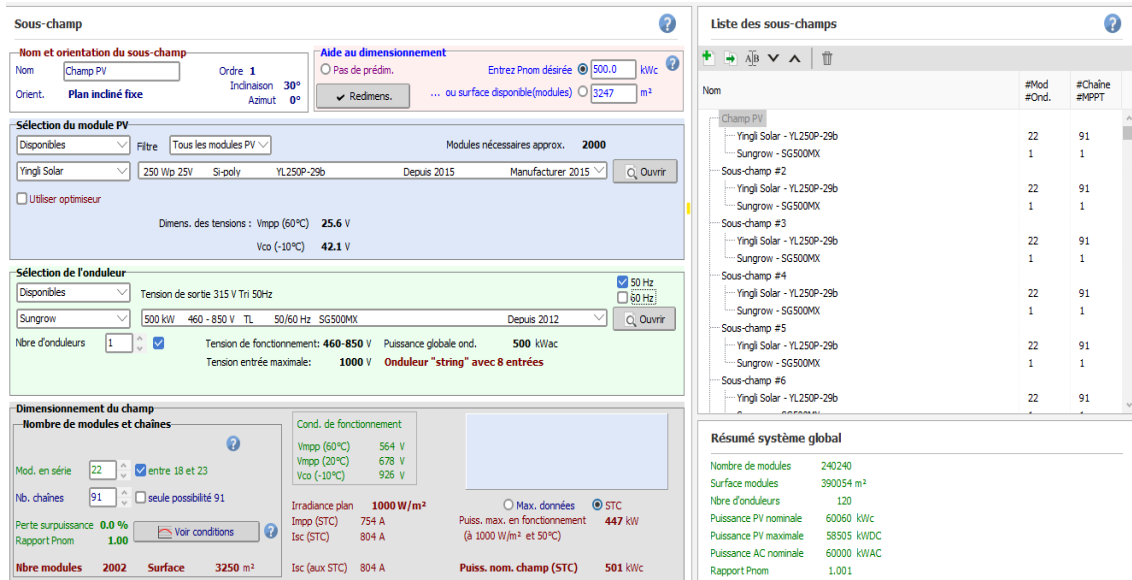 Sous-champ
Nom et orientation du sous-champ
Nom Champ PV Ordre 1
Inclinaison 30°
Orient. Plan incliné fixe Azimut 0°
Aide au dimensionnement
Pas de prédim. Entrez Pnom désirée 500.0 kWc
Redimens. ... ou surface disponible(modules) 3247 m²
Sélection du module PV
Disponibles Filtre Tous les modules PV Modules nécessaires approx. 2000
Yingli Solar 250 Wp 25V Si-poly YL250P-29b Depuis 2015 Manufacturer 2015 Ouvrir
Utiliser optimiseur
Dimens. des tensions : Vmpp (60°C) 25.6 V
Vco (-10°C) 42.1 V
Sélection de l'onduleur
Disponibles Tension de sortie 315 V Tri 50Hz 50 Hz
60 Hz
Sungrow 500 kW 460 - 850 V TL 50/60 Hz SG500MX Depuis 2012 Ouvrir
Nbre d'onduleurs 1 Tension de fonctionnement: 460-850 V Puissance globale ond. 500 kWac
Tension entrée maximale: 1000 V Onduleur "string" avec 8 entrées
Dimensionnement du champ
Nombre de modules et chaînes
Mod. en série 22 entre 18 et 23
Nb. chaînes 91 seule possibilité 91
Perte surpuissance 0.0 %
Rapport Pnom 1.00 Voir conditions
Nbre modules 2002 Surface 3250 m²
Cond. de fonctionnement
Vmpp (60°C) 564 V
Vmpp (20°C) 678 V
Vco (-10°C) 926 V
Irradiance plan 1000 W/m² Max. données STC
Impp (STC) 754 A Puiss. max. en fonctionnement 447 kW
Isc (STC) 804 A (à 1000 W/m² et 50°C)
Isc (aux STC) 804 A Puiss. nom. champ (STC) 501 kWc
Liste des sous-champs
Nom #Mod #Chaîne
#Ond. #MPPT
Champ PV
Yingli Solar - YL250P-29b 22 91
Sungrow - SG500MX 1 1
Sous-champ #2
Yingli Solar - YL250P-29b 22 91
Sungrow - SG500MX 1 1
Sous-champ #3
Yingli Solar - YL250P-29b 22 91
Sungrow - SG500MX 1 1
Sous-champ #4
Yingli Solar - YL250P-29b 22 91
Sungrow - SG500MX 1 1
Sous-champ #5
Yingli Solar - YL250P-29b 22 91
Sungrow - SG500MX 1 1
Sous-champ #6
Yingli Solar - YL250P-29b 22 91
Résumé système global
Nombre de modules 240240
Surface modules 390054 m²
Nbre d'onduleurs 120
Puissance PV nominale 60060 kWc
Puissance PV maximale 58505 kWDC
Puissance AC nominale 60000 kWAC
Rapport Pnom 1.001